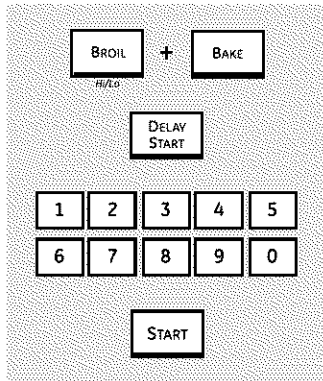 BROIL + BAKE
Hi/Lo
DELAY
START
1 2 3 4 5
6 7 8 9 0
START